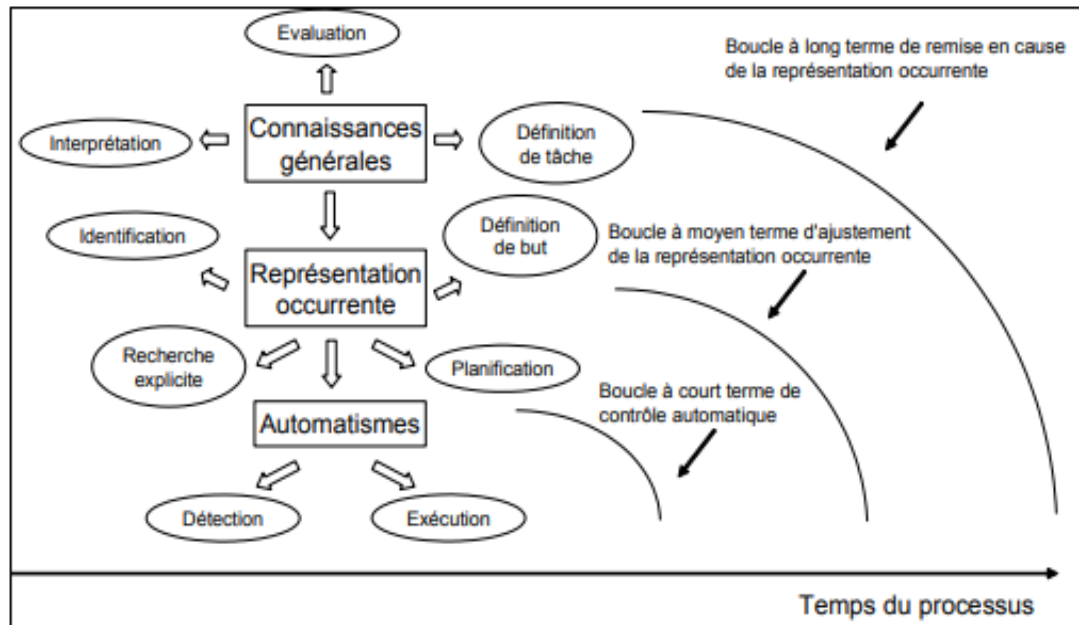 Evaluation
Boucle à long terme de remise en cause
de la représentation occurrente
Connaissances
générales
Interprétation
Définition
de tâche
Identification
Définition
de but
Boucle à moyen terme d'ajustement
de la représentation occurrente
Représentation
occurrente
Recherche
explicite
Planification
Boucle à court terme de
contrôle automatique
Automatismes
Détection
Exécution
Temps du processus